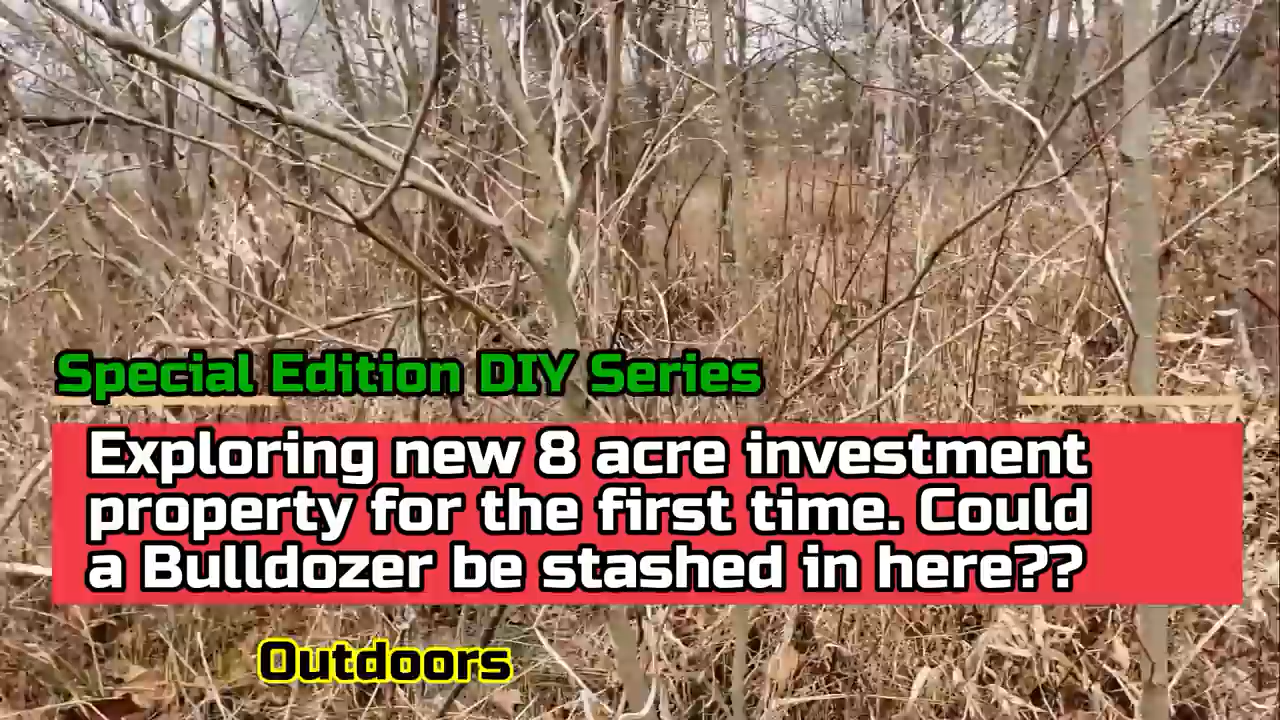 Special Edition DIY Series
Exploring new 8 acre investment
property for the first time. Could
a Bulldozer be stashed in here??
Outdoors